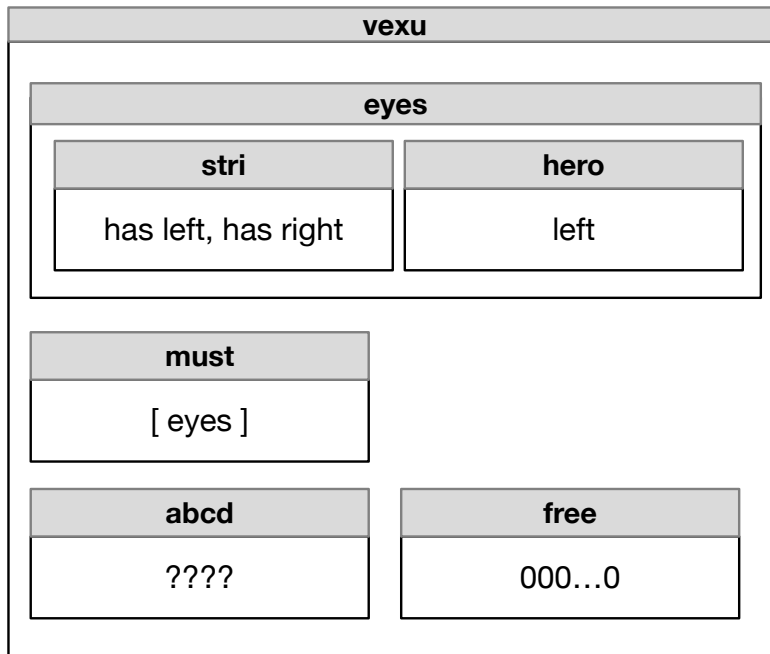 vexu
eyes
stri
hero
has left, has right
left
must
[ eyes ]
abcd
free
????
000…0